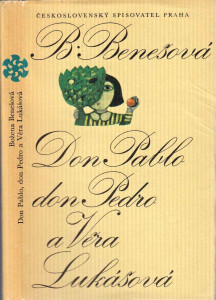 ČESKOSLOVENSKÝ SPISOVATEL PRAHA
B. Benešová
Don Pablo
don Pedro
a Věra
Lukášová
Božena Benešová
Don Pablo, don Pedro a Věra Lukášová